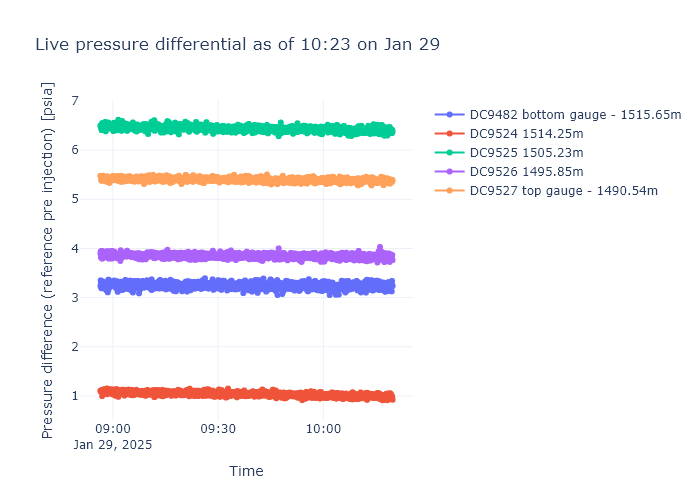 Live pressure differential as of 10:23 on Jan 29
Pressure difference (reference pre injection) [psia]
7
6
5
4
3
2
1
09:00
Jan 29, 2025
09:30
10:00
Time
DC9482 bottom gauge - 1515.65m
DC9524 1514.25m
DC9525 1505.23m
DC9526 1495.85m
DC9527 top gauge - 1490.54m